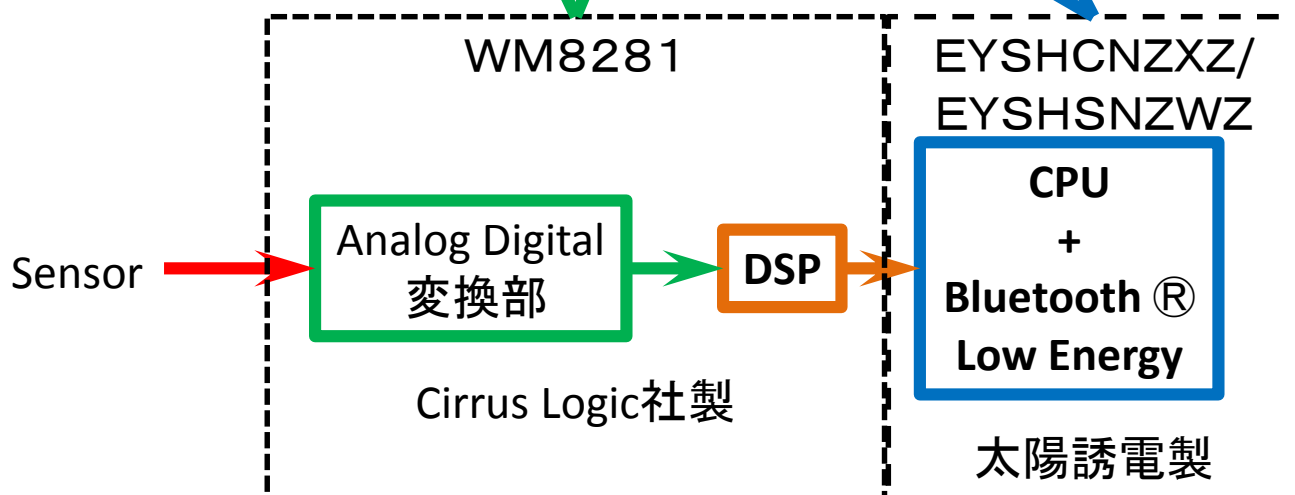 WM8281
EYSHCNZXZ/
EYSHSNZWZ
Sensor
Analog Digital
変換部
DSP
CPU
+
Bluetooth Ⓡ
Low Energy
Cirrus Logic社製
太陽誘電製